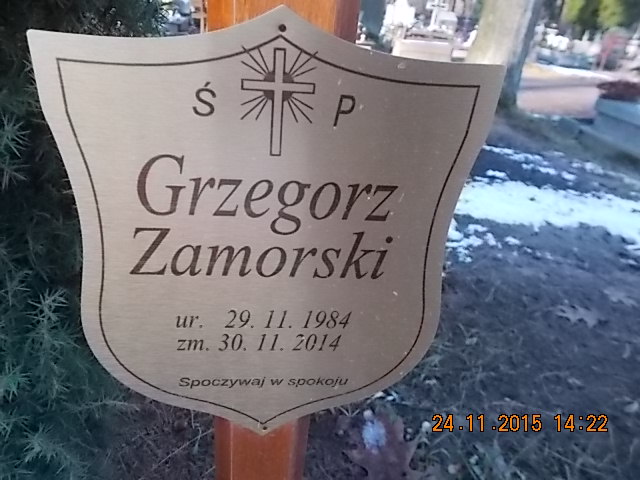 Ś P
Grzegorz
Zamorski
ur. 29. 11. 1984
zm. 30. 11. 2014
Spoczywaj w spokoju
24.11.2015 14:22